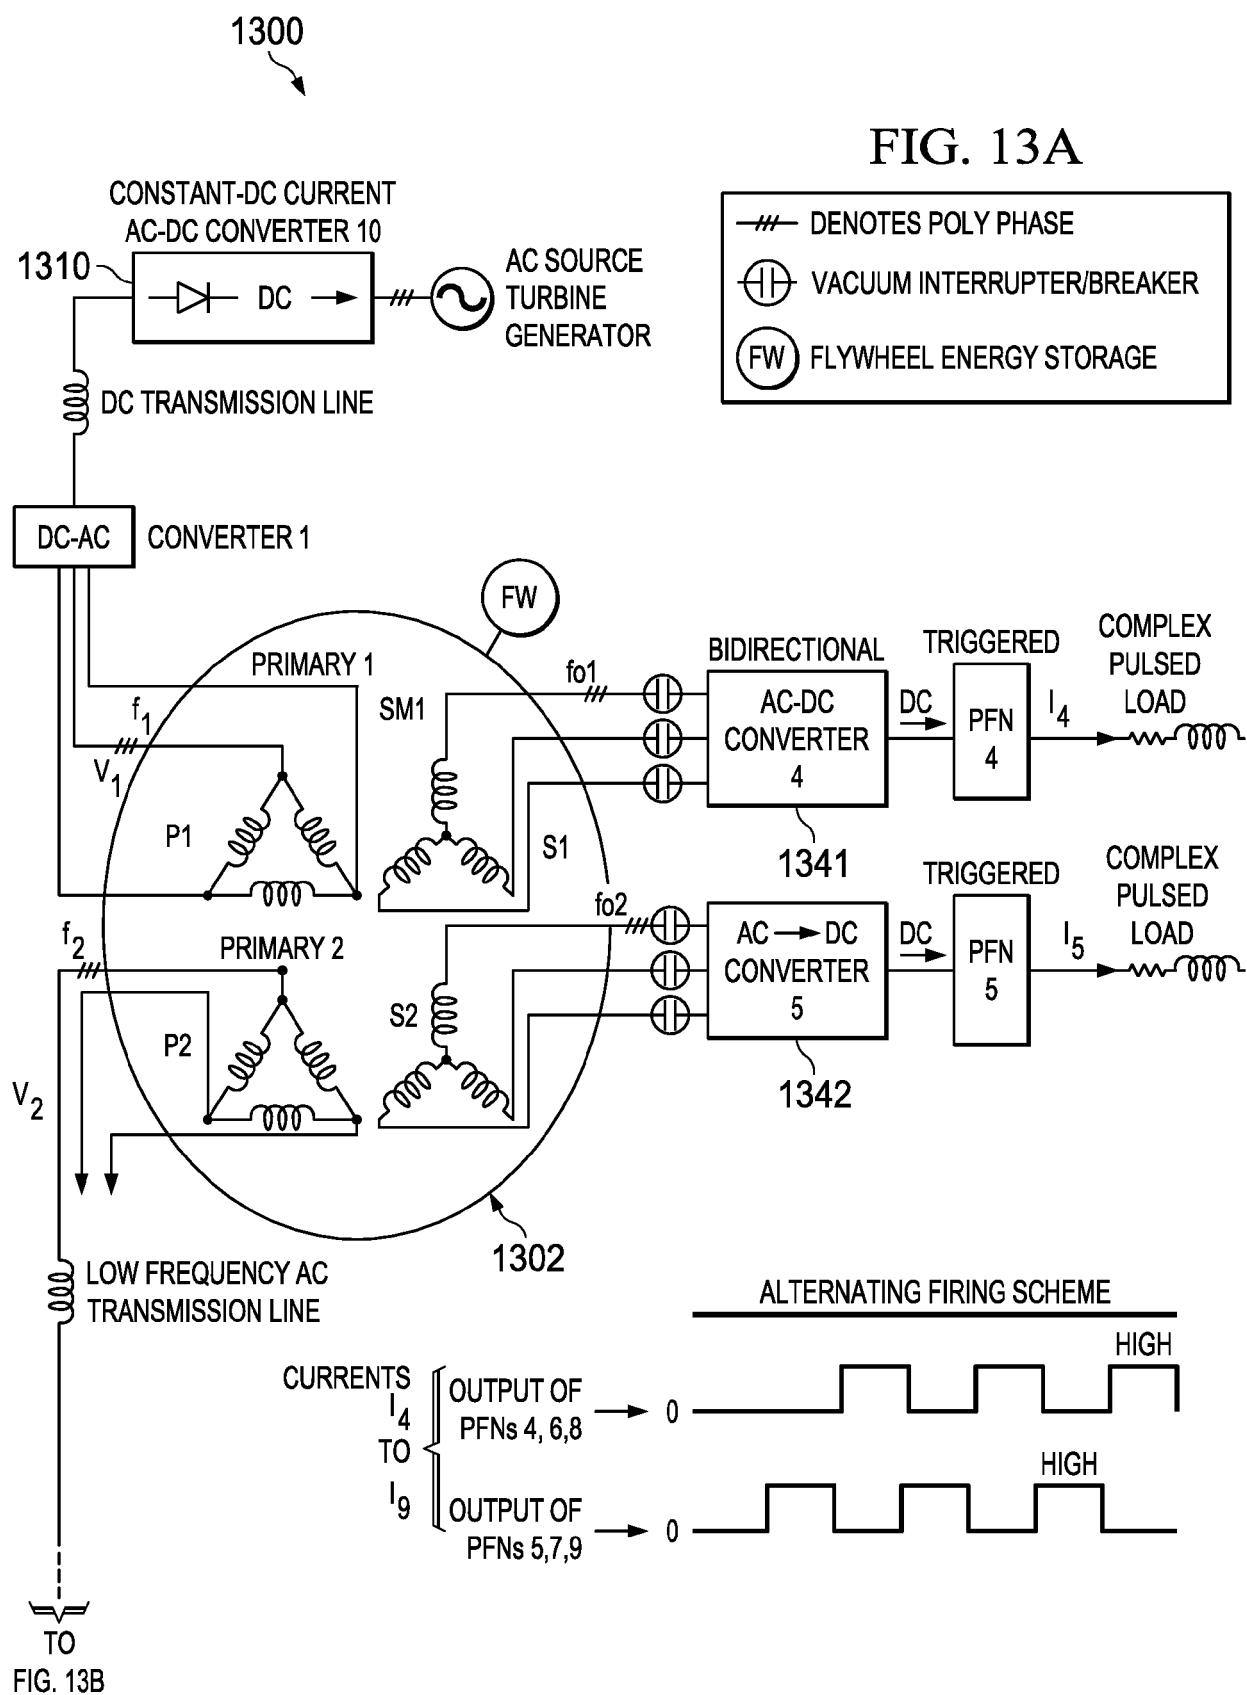 1300
FIG. 13A
CONSTANT-DC CURRENT
AC-DC CONVERTER 10
1310
DC
AC SOURCE
TURBINE
GENERATOR
DENOTES POLY PHASE
VACUUM INTERRUPTER/BREAKER
FW
FLYWHEEL ENERGY STORAGE
DC TRANSMISSION LINE
DC-AC
CONVERTER 1
FW
PRIMARY 1
f1
V1
P1
SM1
S1
fo1
BIDIRECTIONAL
AC-DC
CONVERTER
4
1341
DC
TRIGGERED
PFN
4
I4
COMPLEX
PULSED
LOAD
f2
PRIMARY 2
P2
V2
S2
fo2
AC DC
CONVERTER
5
1342
DC
TRIGGERED
PFN
5
I5
COMPLEX
PULSED
LOAD
1302
LOW FREQUENCY AC
TRANSMISSION LINE
ALTERNATING FIRING SCHEME
CURRENTS
I4
TO
I9
OUTPUT OF
PFNs 4, 6,8
0
HIGH
OUTPUT OF
PFNs 5,7,9
0
HIGH
TO
FIG. 13B